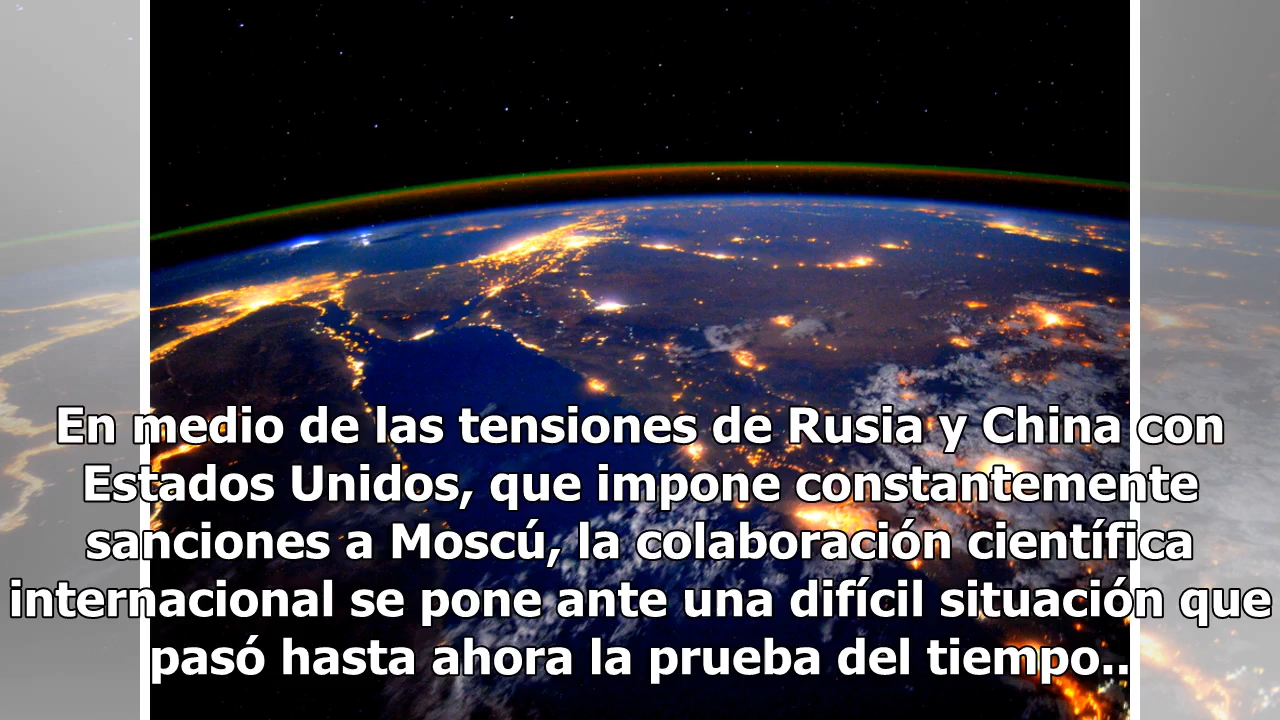 En medio de las tensiones de Rusia y China con
Estados Unidos, que impone constantemente
sanciones a Moscú, la colaboración científica
internacional se pone ante una difícil situación que
pasó hasta ahora la prueba del tiempo..